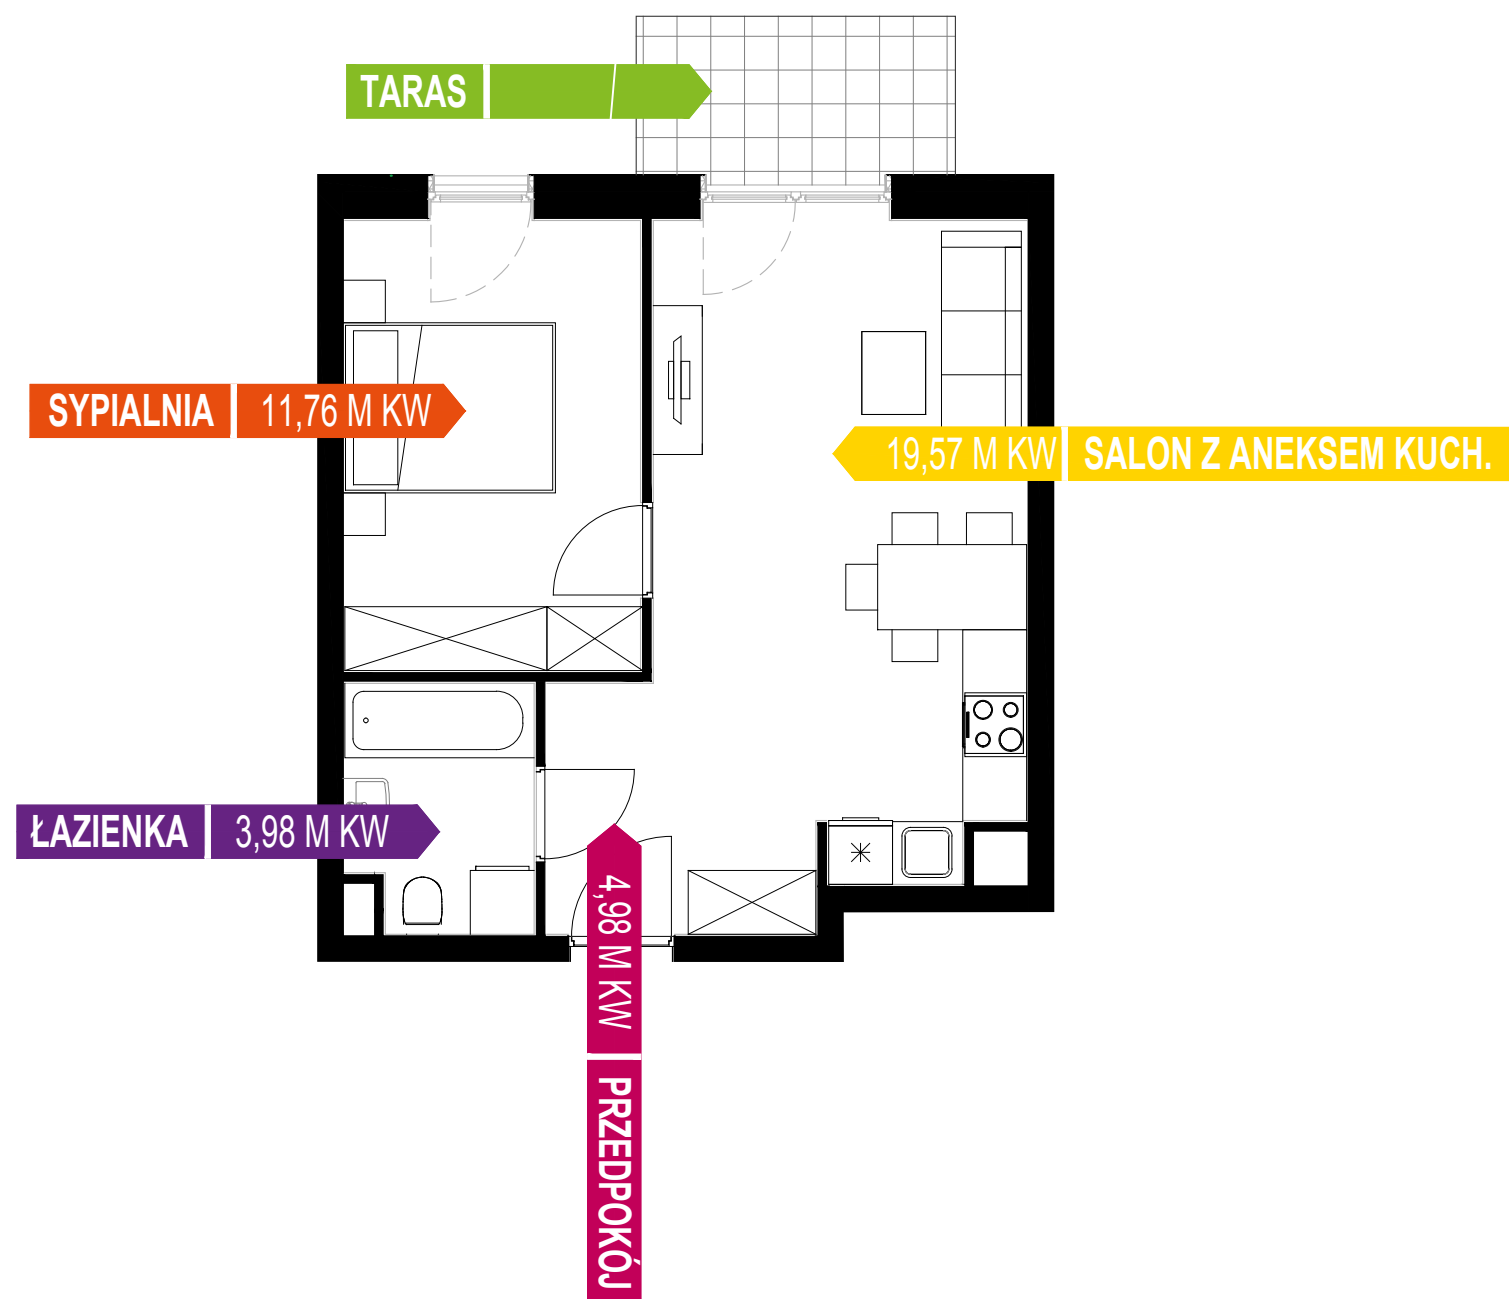 TARAS
SYPIALNIA 11,76 M KW
19,57 M KW SALON Z ANEKSEM KUCH.
ŁAZIENKA 3,98 M KW
4,98 M KW PRZEDPOKÓJ